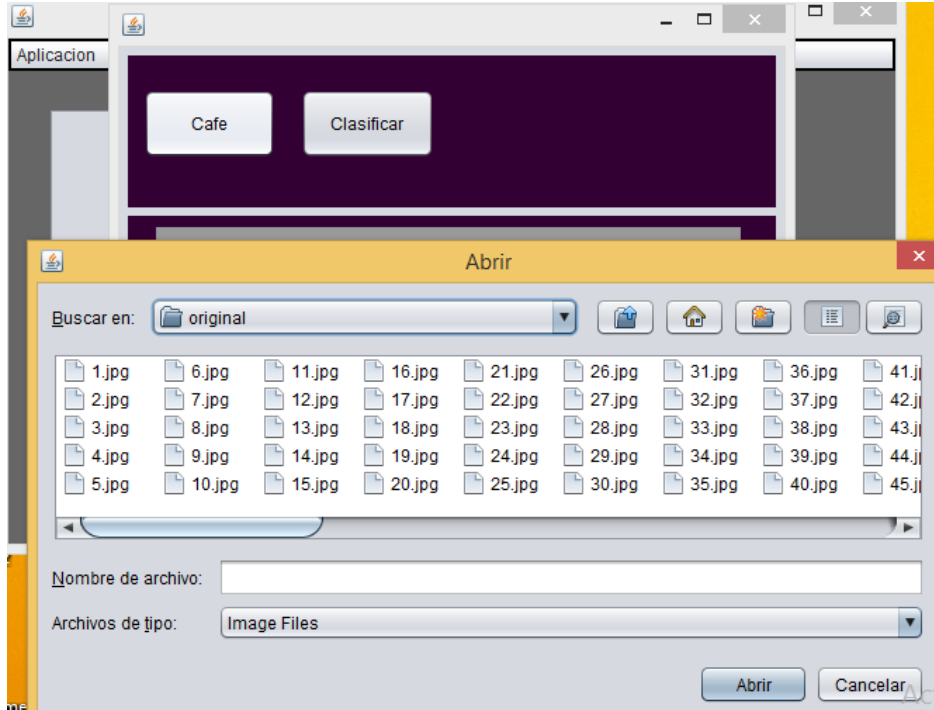 Aplicacion
Cafe Clasificar
Abrir
Buscar en: original
1.jpg 6.jpg 11.jpg 16.jpg 21.jpg 26.jpg 31.jpg 36.jpg 41.j
2.jpg 7.jpg 12.jpg 17.jpg 22.jpg 27.jpg 32.jpg 37.jpg 42.j
3.jpg 8.jpg 13.jpg 18.jpg 23.jpg 28.jpg 33.jpg 38.jpg 43.j
4.jpg 9.jpg 14.jpg 19.jpg 24.jpg 29.jpg 34.jpg 39.jpg 44.j
5.jpg 10.jpg 15.jpg 20.jpg 25.jpg 30.jpg 35.jpg 40.jpg 45.j
Nombre de archivo:
Archivos de tipo: Image Files
Abrir Cancelar